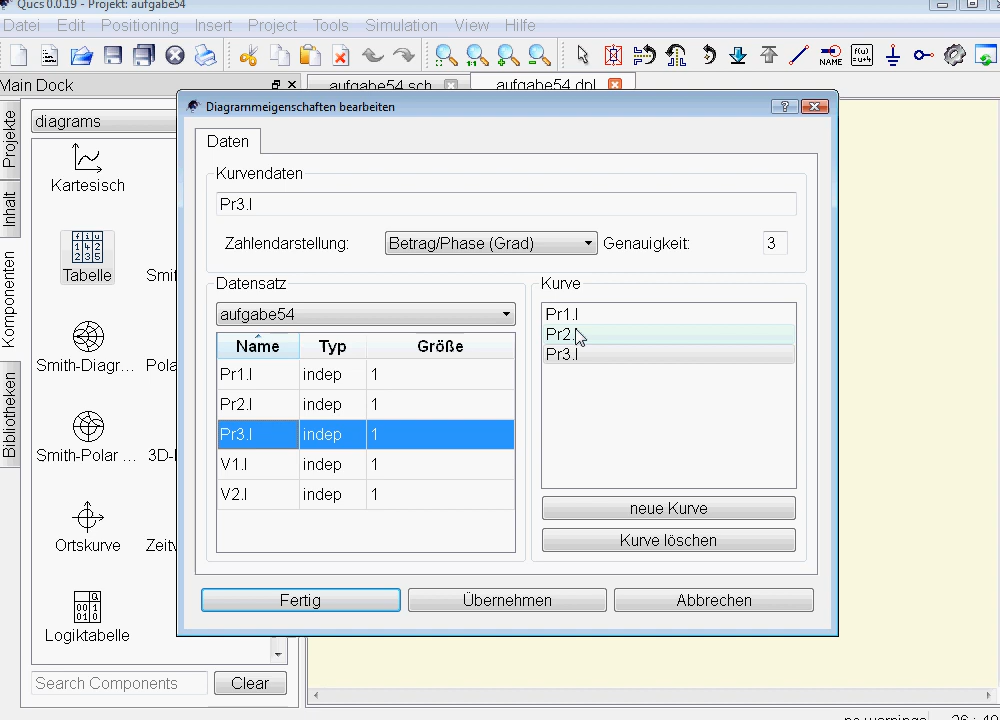 Qucs 0.0.19 - Projekt: aufgabe54
Datei Edit Positioning Insert Project Tools Simulation View Hilfe
NAME
Main Dock
aufgabe54.sch
aufgabe54.dpl
Projekte
Inhalt
Komponenten
Bibliotheken
diagrams
Kartesisch
Tabelle
Smith-Diagr...
Smith-Polar ...
Ortskurve
Logiktabelle
Search Components
Clear
Diagrammeigenschaften bearbeiten
Daten
Kurvendaten
Pr3.I
Zahlendarstellung: Betrag/Phase (Grad) Genauigkeit: 3
Datensatz
aufgabe54
Name Typ Größe
Pr1.I indep 1
Pr2.I indep 1
Pr3.I indep 1
V1.I indep 1
V2.I indep 1
Kurve
Pr1.I
Pr2.I
Pr3.I
neue Kurve
Kurve löschen
Fertig Übernehmen Abbrechen
no warnings